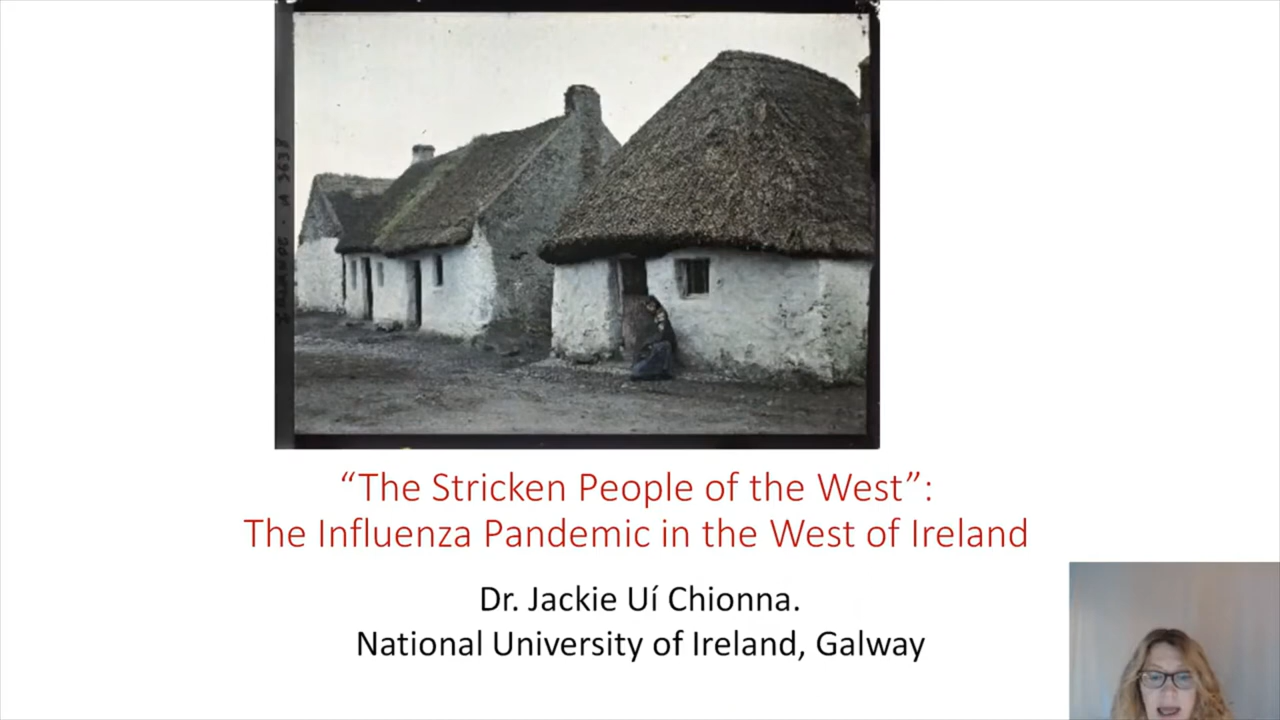 “The Stricken People of the West”:
The Influenza Pandemic in the West of Ireland
Dr. Jackie Uí Chionna.
National University of Ireland, Galway